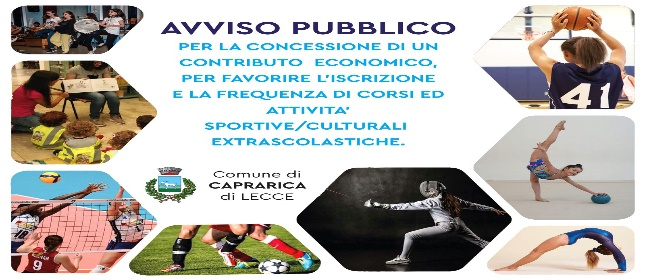 AVVISO PUBBLICO
PER LA CONCESSIONE DI UN
CONTRIBUTO ECONOMICO,
PER FAVORIRE L'ISCRIZIONE
E LA FREQUENZA DI CORSI ED
ATTIVITA'
SPORTIVE/CULTURALI
EXTRASCOLASTICHE.
Comune di
CAPRARICA
di LECCE
41
9